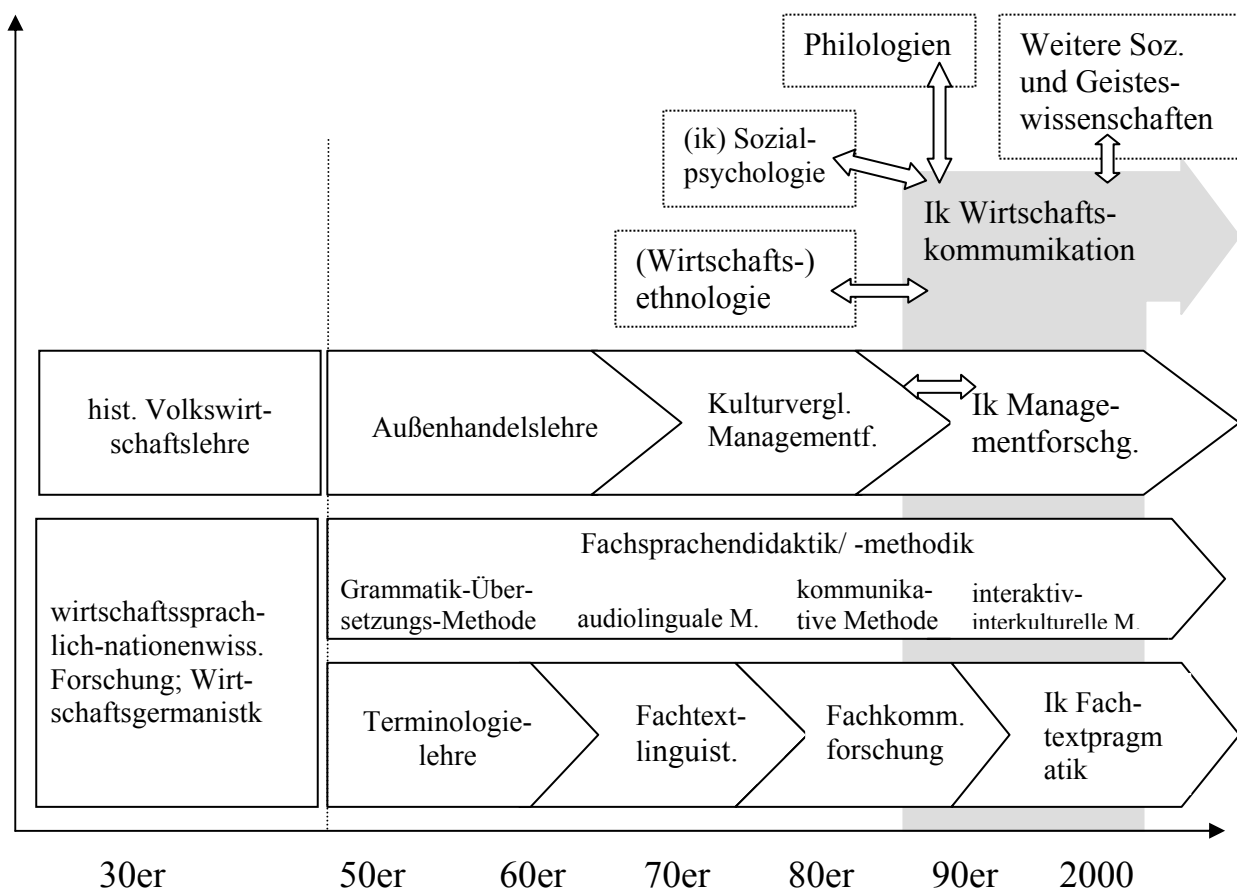 Philologien
Weitere Soz.
und Geistes-
wissenschaften
(ik) Sozial-
psychologie
Ik Wirtschafts-
kommumikation
(Wirtschafts-)
ethnologie
hist. Volkswirt-
schaftslehre
Außenhandelslehre
Kulturvergl.
Managementf.
Ik Manage-
mentforschg.
wirtschaftssprach-
lich-nationenwiss.
Forschung; Wirt-
schaftsgermanistk
Fachsprachendidaktik/ -methodik
Grammatik-Über-
setzungs-Methode
audiolinguale M.
kommunika-
tive Methode
interaktiv-
interkulturelle M.
Terminologie-
lehre
Fachtext-
linguist.
Fachkomm.
forschung
Ik Fach-
textpragm
atik
30er 50er 60er 70er 80er 90er 2000